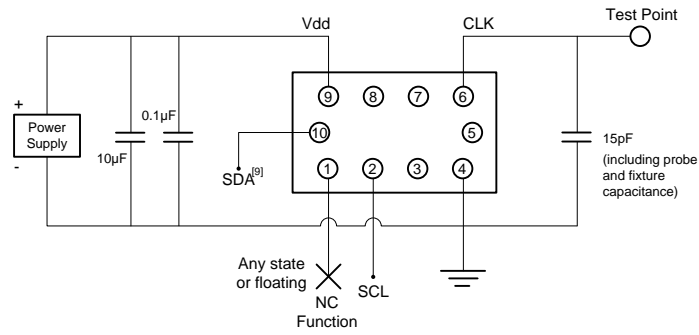 Vdd
CLK
Test Point
9
8
7
6
+
Power
Supply
-
10µF
0.1µF
10
5
SDA[9]
1
2
3
4
15pF
(including probe
and fixture
capacitance)
Any state
or floating
NC
Function
SCL